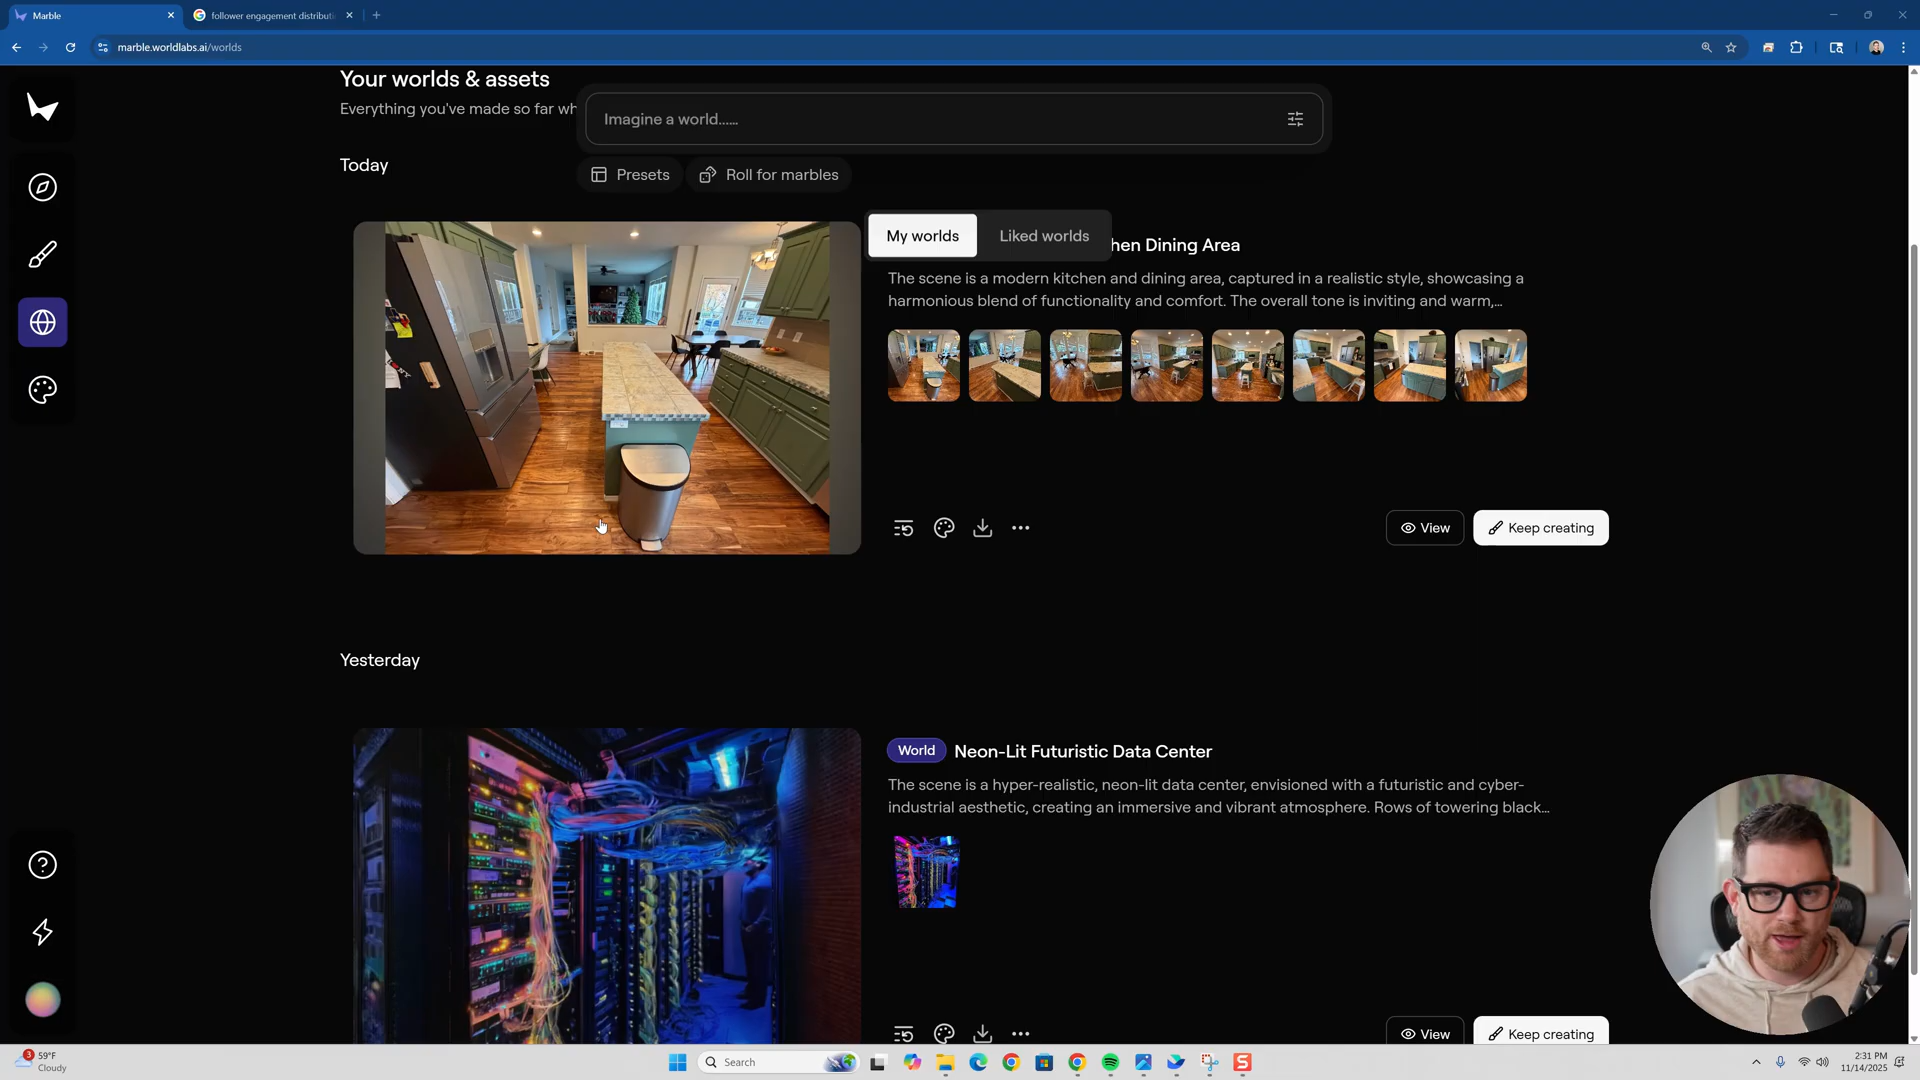 Marble
follower engagement distributi
marble.worldlabs.ai/worlds
Your worlds & assets
Everything you've made so far wh
Imagine a world......
Today
Presets
Roll for marbles
My worlds
Liked worlds
hen Dining Area
The scene is a modern kitchen and dining area, captured in a realistic style, showcasing a
harmonious blend of functionality and comfort. The overall tone is inviting and warm,...
View
Keep creating
Yesterday
World
Neon-Lit Futuristic Data Center
The scene is a hyper-realistic, neon-lit data center, envisioned with a futuristic and cyber-
industrial aesthetic, creating an immersive and vibrant atmosphere. Rows of towering black...
View
Keep creating
3
59°F
Cloudy
Search
2:31 PM
11/14/2025